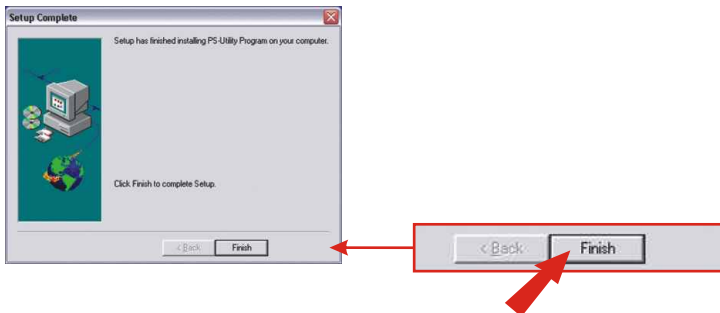 Setup Complete
Setup has finished installing PS-Utility Program on your computer.
Click Finish to complete Setup.
< Back Finish
< Back Finish